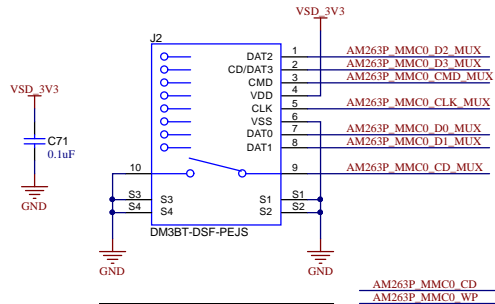 VSD_3V3
J2
DAT2 1 AM263P_MMC0_D2_MUX
CD/DAT3 2 AM263P_MMC0_D3_MUX
CMD 3 AM263P_MMC0_CMD_MUX
VDD 4
CLK 5 AM263P_MMC0_CLK_MUX
VSS 6
DAT0 7 AM263P_MMC0_D0_MUX
DAT1 8 AM263P_MMC0_D1_MUX
VSD_3V3
C71
0.1uF
GND
10 9 AM263P_MMC0_CD_MUX
S3 S3 S1 S1
S4 S4 S2 S2
DM3BT-DSF-PEJS
GND GND
AM263P_MMC0_CD
AM263P_MMC0_WP